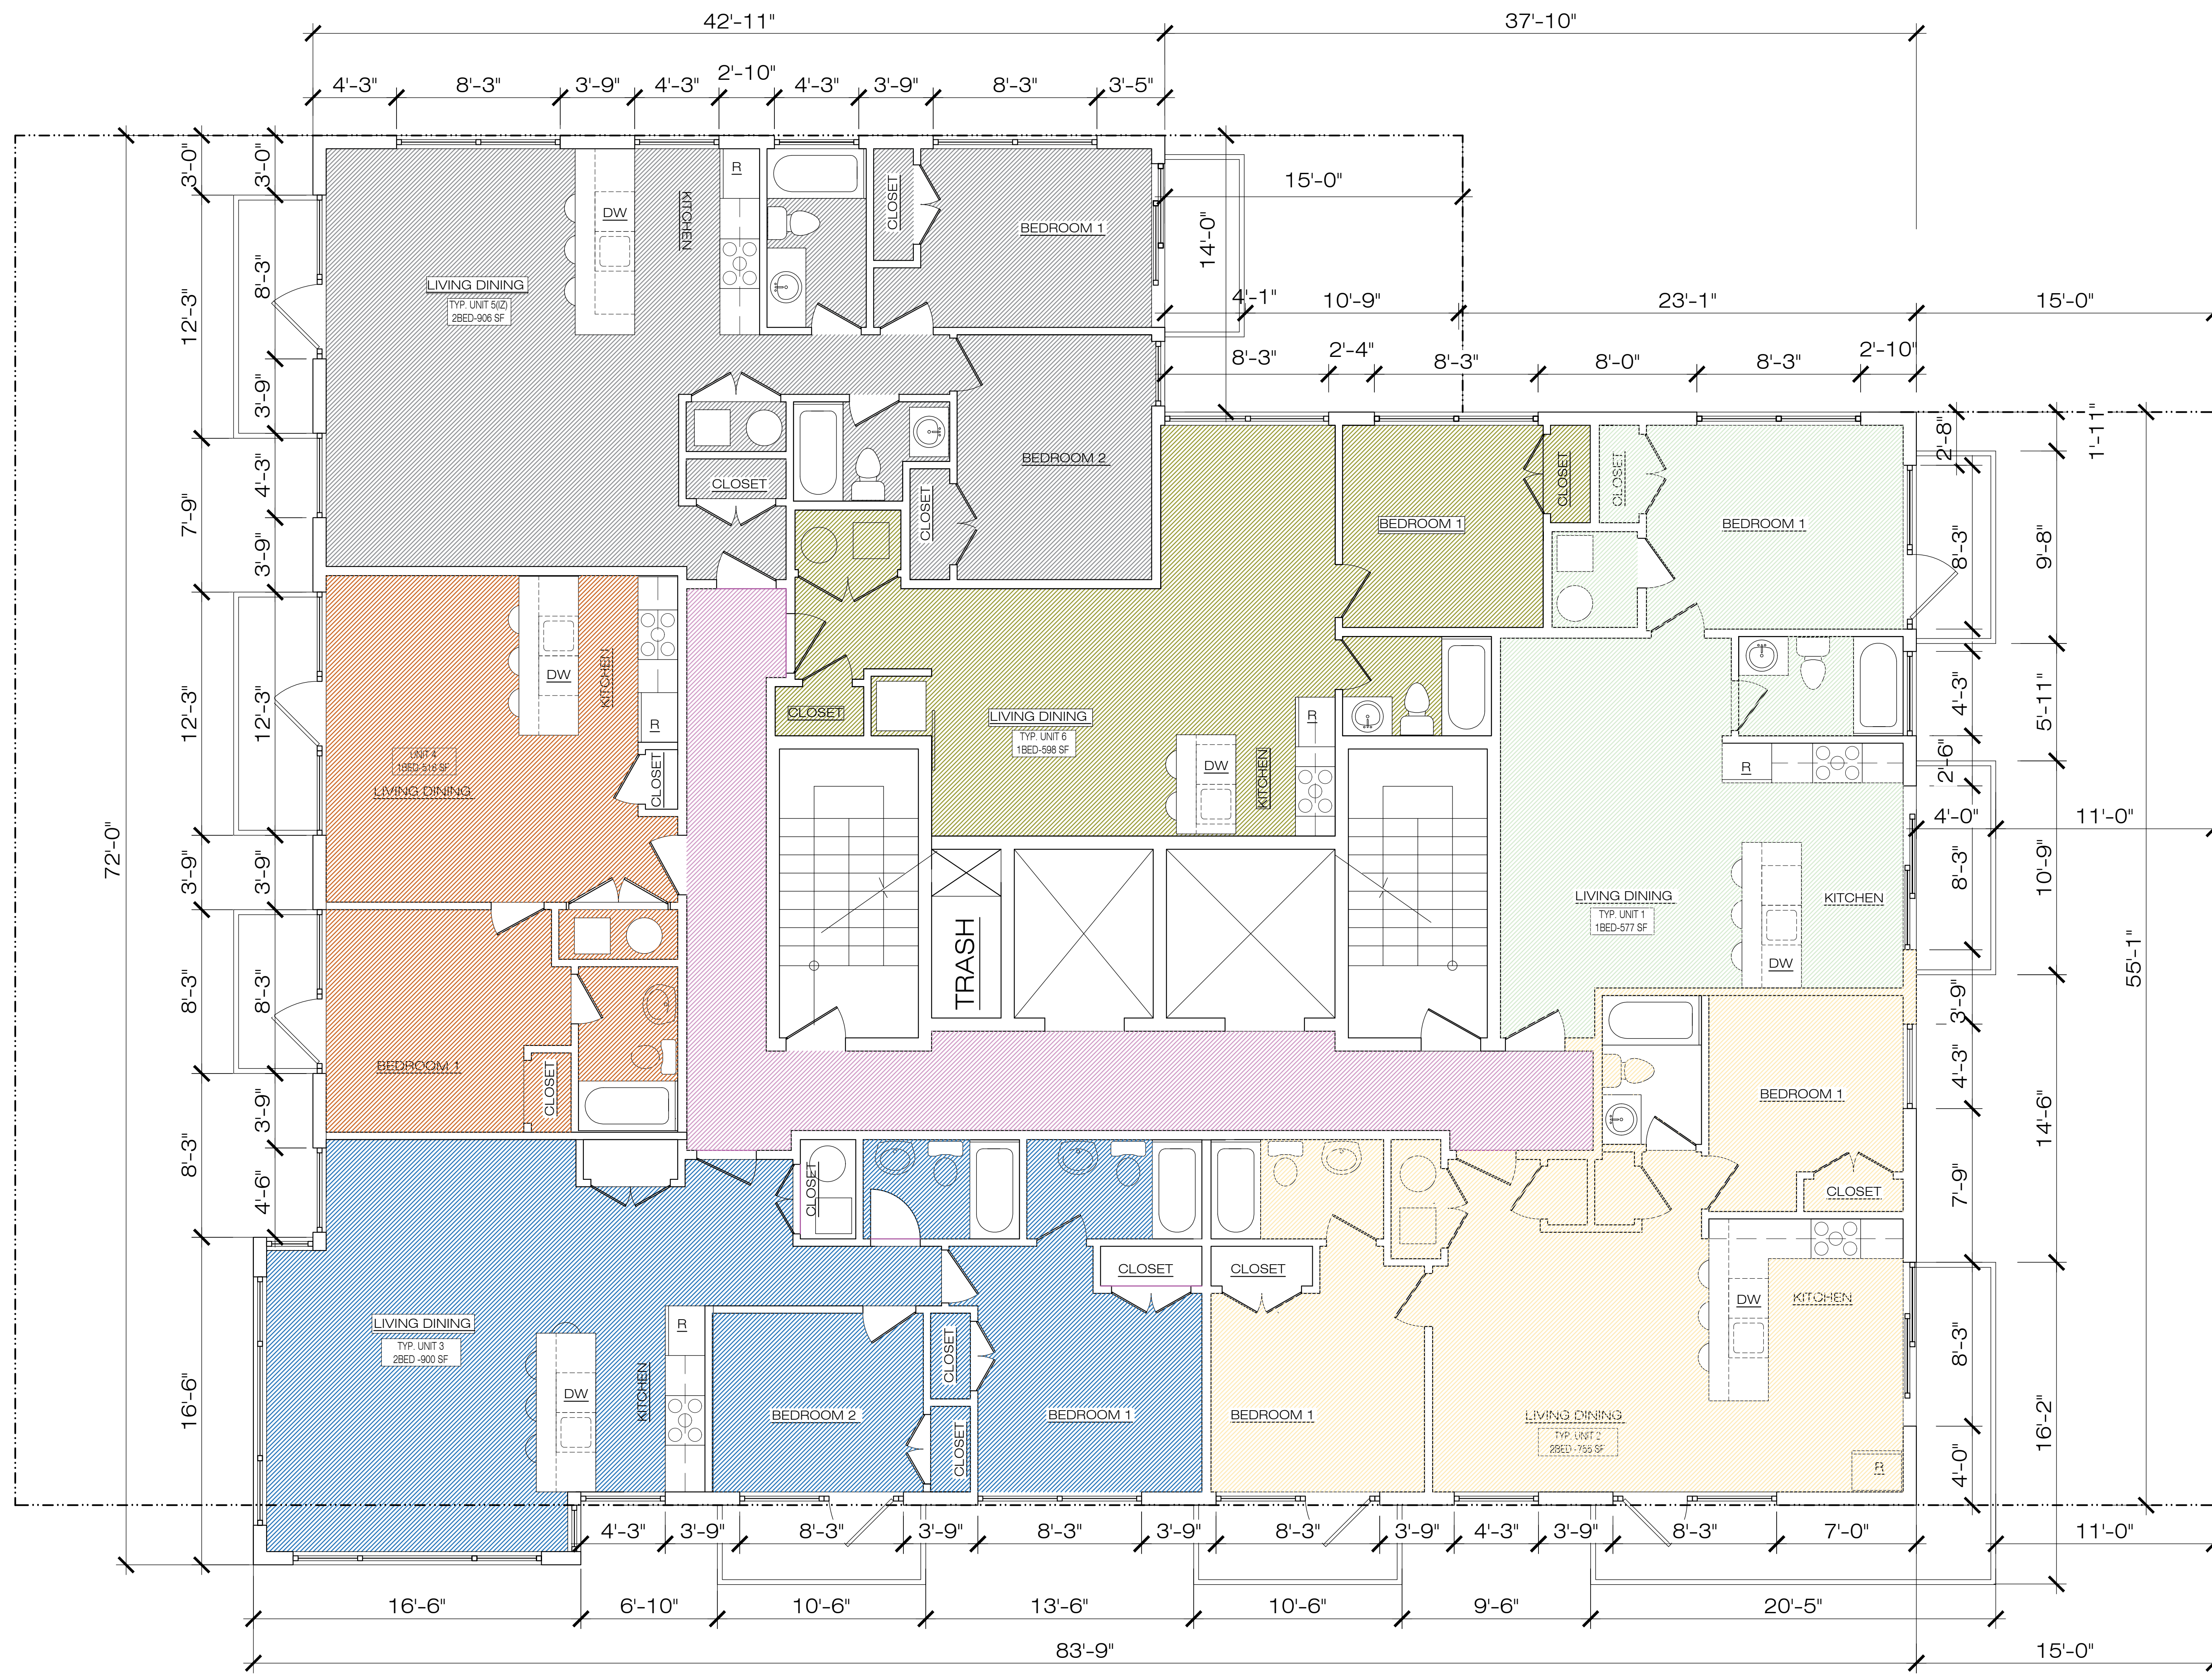 42'-11"
37'-10"
4'-3"
8'-3"
3'-9"
4'-3"
2'-10"
4'-3"
3'-9"
8'-3"
3'-5"
3'-0"
3'-0"
R
DW
KITCHEN
CLOSET
BEDROOM 1
15'-0"
14'-0"
LIVING DINING
TYP. UNIT 5(IZ)
2BED-906 SF
8'-3"
12'-3"
4'-1"
10'-9"
23'-1"
15'-0"
8'-3"
2'-4"
8'-3"
8'-0"
8'-3"
2'-10"
3'-9"
4'-3"
7'-9"
3'-9"
CLOSET
CLOSET
BEDROOM 2
BEDROOM 1
CLOSET
CLOSET
BEDROOM 1
2'-8"
1'-11"
8'-3"
9'-8"
DW
KITCHEN
R
CLOSET
UNIT 4
1BED-516 SF
LIVING DINING
12'-3"
12'-3"
72'-0"
CLOSET
LIVING DINING
TYP. UNIT 6
1BED-598 SF
R
DW
KITCHEN
R
4'-3"
5'-11"
2'-6"
4'-0"
11'-0"
3'-9"
3'-9"
TRASH
LIVING DINING
TYP. UNIT 1
1BED-577 SF
KITCHEN
DW
8'-3"
10'-9"
55'-1"
8'-3"
8'-3"
BEDROOM 1
CLOSET
BEDROOM 1
3'-9"
4'-3"
14'-6"
3'-9"
8'-3"
4'-6"
CLOSET
CLOSET
7'-9"
CLOSET
CLOSET
LIVING DINING
TYP. UNIT 3
2BED -900 SF
R
DW
KITCHEN
BEDROOM 2
CLOSET
CLOSET
BEDROOM 1
BEDROOM 1
DW
KITCHEN
LIVING DINING
TYP. UNIT 2
2BED -755 SF
R
16'-6"
8'-3"
16'-2"
4'-0"
4'-3"
3'-9"
8'-3"
3'-9"
8'-3"
3'-9"
8'-3"
3'-9"
4'-3"
3'-9"
8'-3"
7'-0"
11'-0"
16'-6"
6'-10"
10'-6"
13'-6"
10'-6"
9'-6"
20'-5"
83'-9"
15'-0"